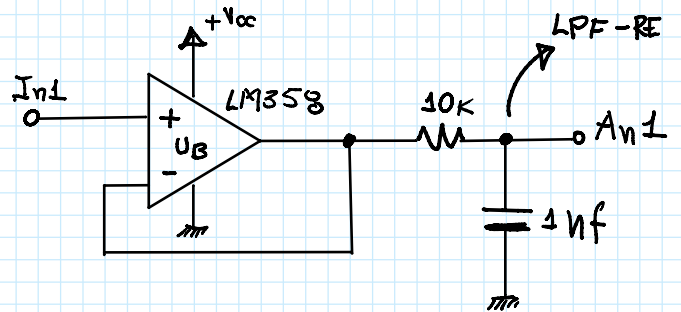 +Vcc
LPF-RE
In1
LM358
10K
An1
+
UB
-
1nf